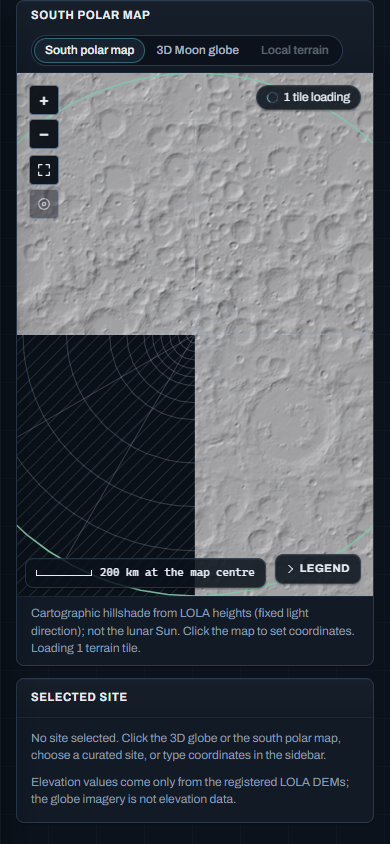 SOUTH POLAR MAP
South polar map 3D Moon globe Local terrain
+
1 tile loading
−
200 km at the map centre
LEGEND
Cartographic hillshade from LOLA heights (fixed light
direction); not the lunar Sun. Click the map to set coordinates.
Loading 1 terrain tile.
SELECTED SITE
No site selected. Click the 3D globe or the south polar map,
choose a curated site, or type coordinates in the sidebar.
Elevation values come only from the registered LOLA DEMs;
the globe imagery is not elevation data.